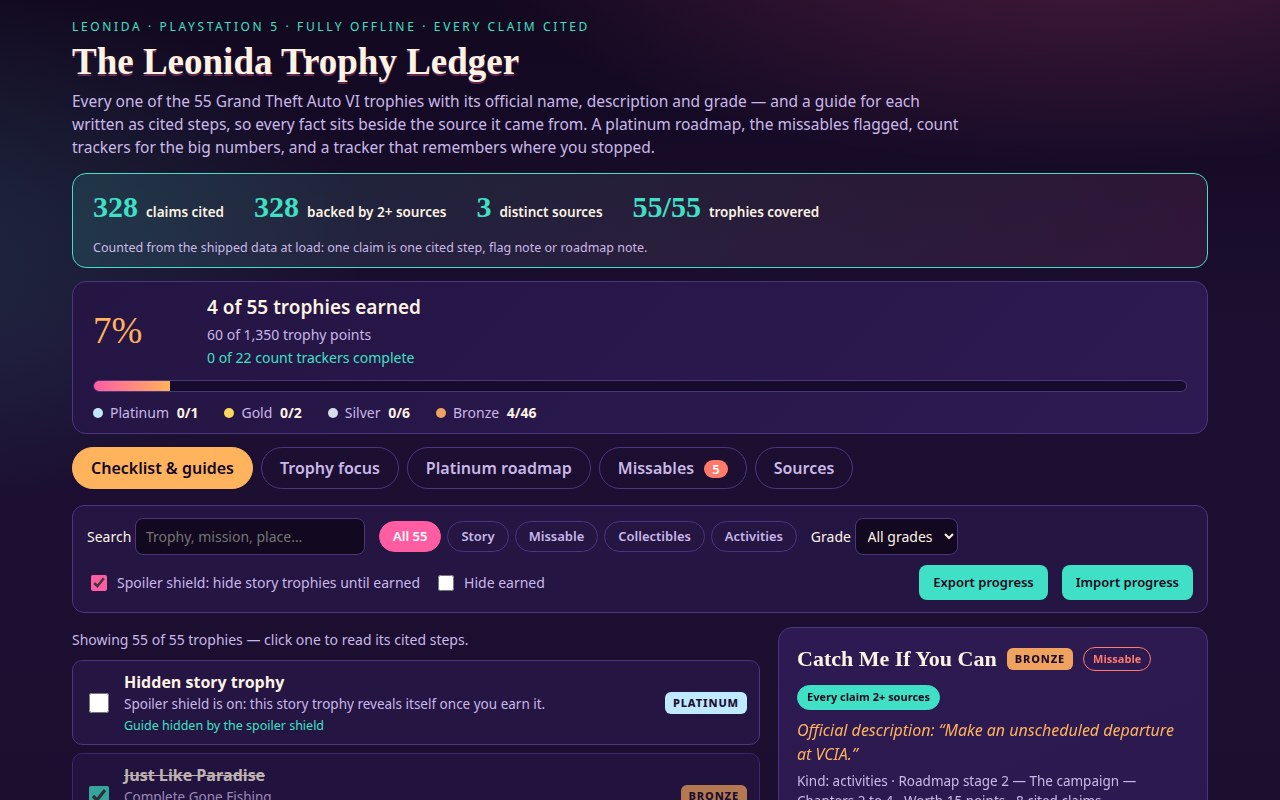 LEONIDA · PLAYSTATION 5 · FULLY OFFLINE · EVERY CLAIM CITED
The Leonida Trophy Ledger
Every one of the 55 Grand Theft Auto VI trophies with its official name, description and grade — and a guide for each
written as cited steps, so every fact sits beside the source it came from. A platinum roadmap, the missables flagged, count
trackers for the big numbers, and a tracker that remembers where you stopped.
328 claims cited 328 backed by 2+ sources 3 distinct sources 55/55 trophies covered
Counted from the shipped data at load: one claim is one cited step, flag note or roadmap note.
7%
4 of 55 trophies earned
60 of 1,350 trophy points
0 of 22 count trackers complete
Platinum 0/1 Gold 0/2 Silver 0/6 Bronze 4/46
Checklist & guides Trophy focus Platinum roadmap Missables 5 Sources
Search Trophy, mission, place... All 55 Story Missable Collectibles Activities Grade All grades
Spoiler shield: hide story trophies until earned Hide earned Export progress Import progress
Showing 55 of 55 trophies — click one to read its cited steps.
Hidden story trophy
Spoiler shield is on: this story trophy reveals itself once you earn it.
Guide hidden by the spoiler shield
PLATINUM
Just Like Paradise
Complete Gone Fishing
BRONZE
Catch Me If You Can BRONZE Missable
Every claim 2+ sources
Official description: “Make an unscheduled departure
at VCIA.”
Kind: activities · Roadmap stage 2 — The campaign —
Chapters 2 to 4 · Worth 15 points · 8 cited claims